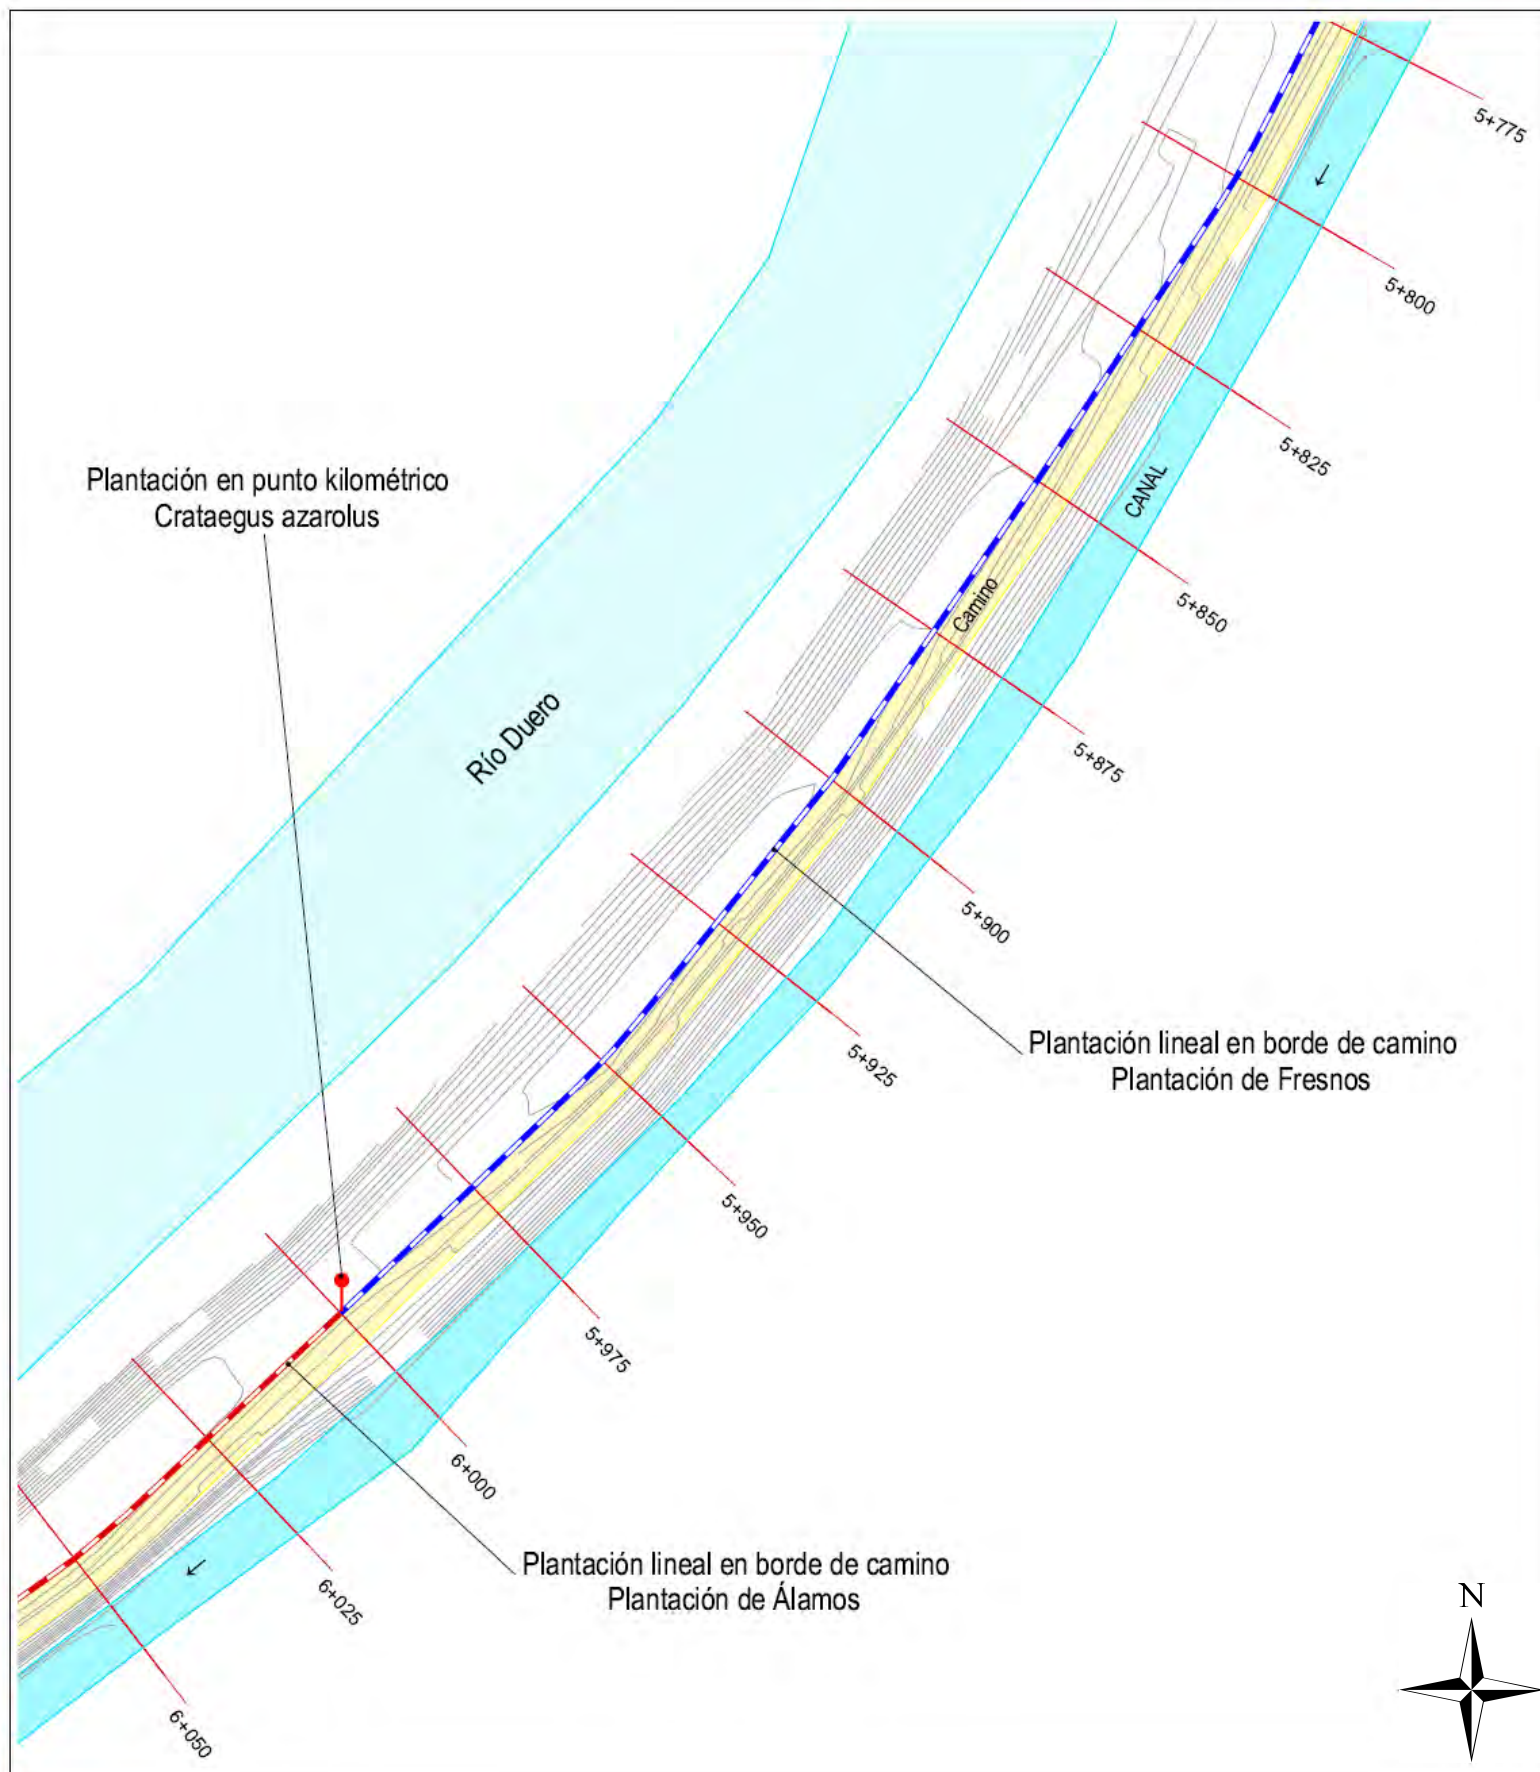 5+775
5+800
5+825
Plantación en punto kilométrico
Crataegus azarolus
CANAL
5+850
Camino
Río Duero
5+875
5+900
5+925
Plantación lineal en borde de camino
Plantación de Fresnos
5+950
5+975
6+000
Plantación lineal en borde de camino
Plantación de Álamos
6+025
N
6+050